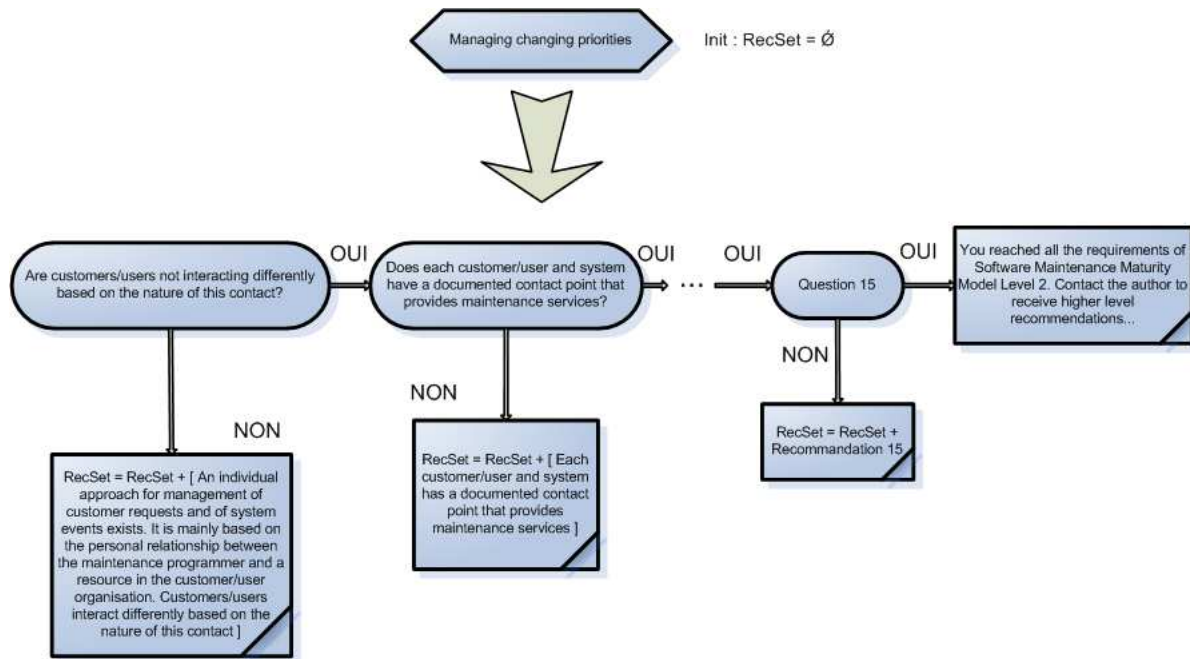 Managing changing priorities
Init : RecSet = Ǿ
Are customers/users not interacting differently
based on the nature of this contact?
OUI
Does each customer/user and system
have a documented contact point that
provides maintenance services?
OUI
...
OUI
Question 15
OUI
You reached all the requirements of
Software Maintenance Maturity
Model Level 2. Contact the author to
receive higher level
recommendations...
NON
RecSet = RecSet + [ An individual
approach for management of
customer requests and of system
events exists. It is mainly based on
the personal relationship between
the maintenance programmer and a
resource in the customer/user
organisation. Customers/users
interact differently based on the
nature of this contact ]
NON
RecSet = RecSet + [ Each
customer/user and system
has a documented contact
point that provides
maintenance services ]
NON
RecSet = RecSet +
Recommandation 15